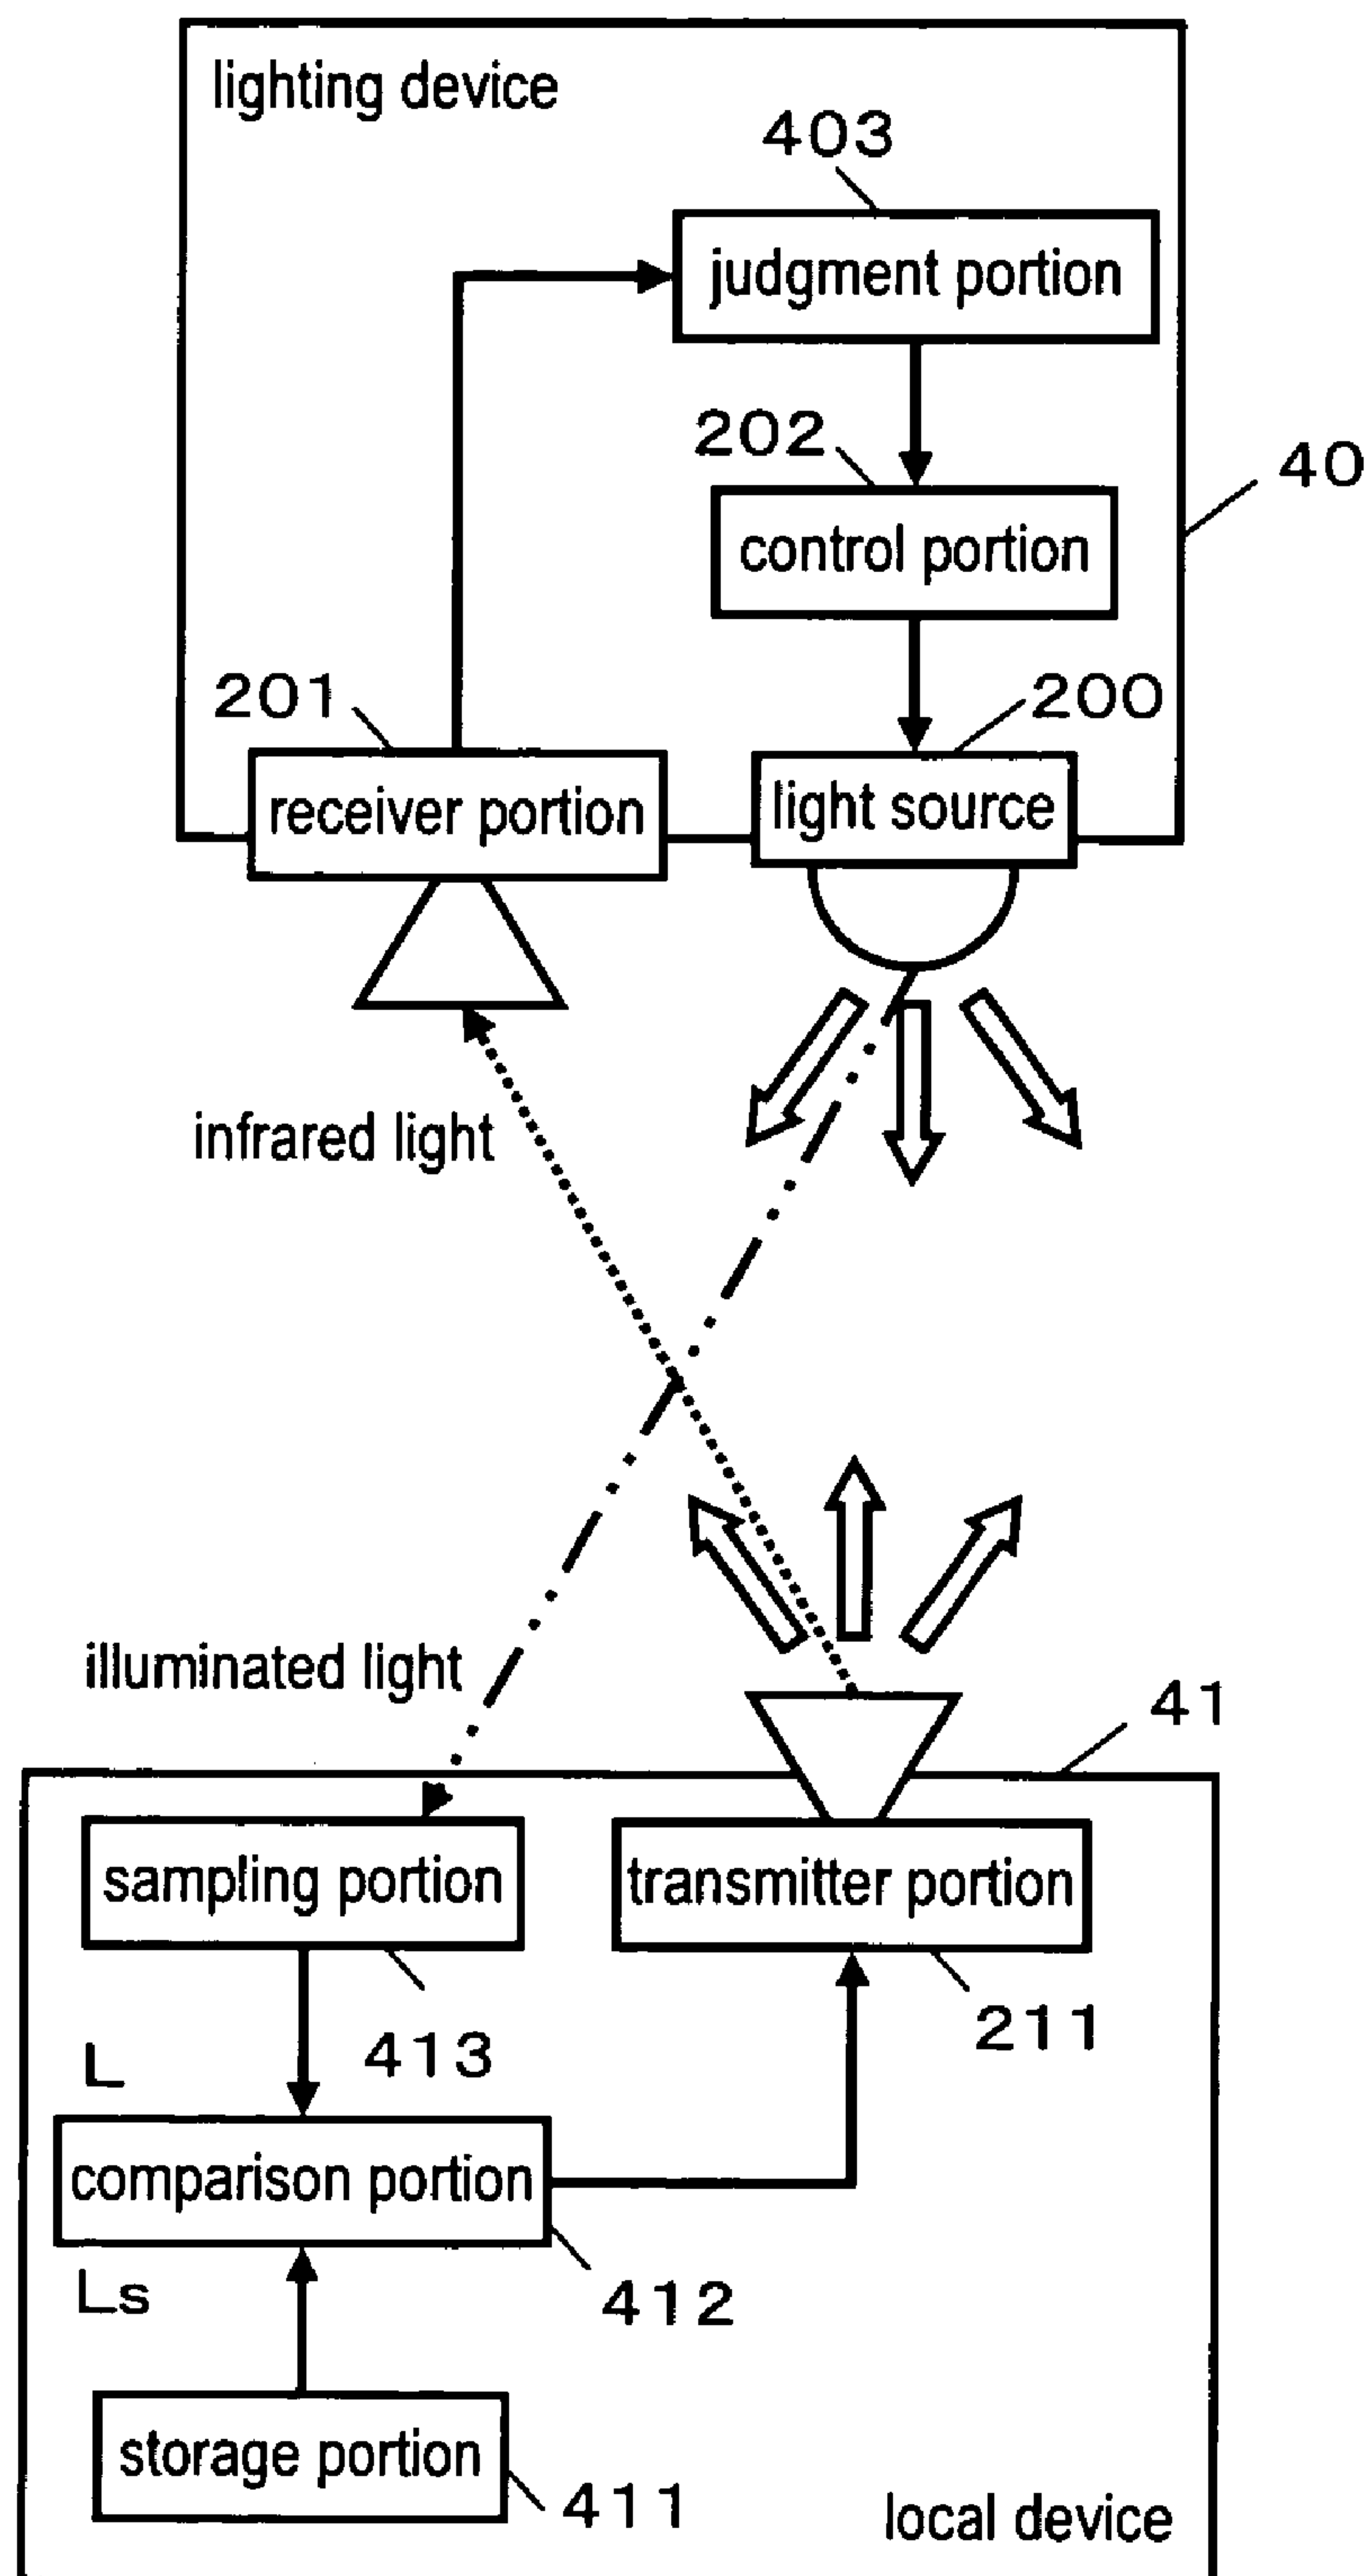 lighting device
403
judgment portion
202
control portion
40
201
200
receiver portion
light source
infrared light
illuminated light
41
sampling portion
transmitter portion
413
211
L
comparison portion
Ls
412
storage portion
411
local device